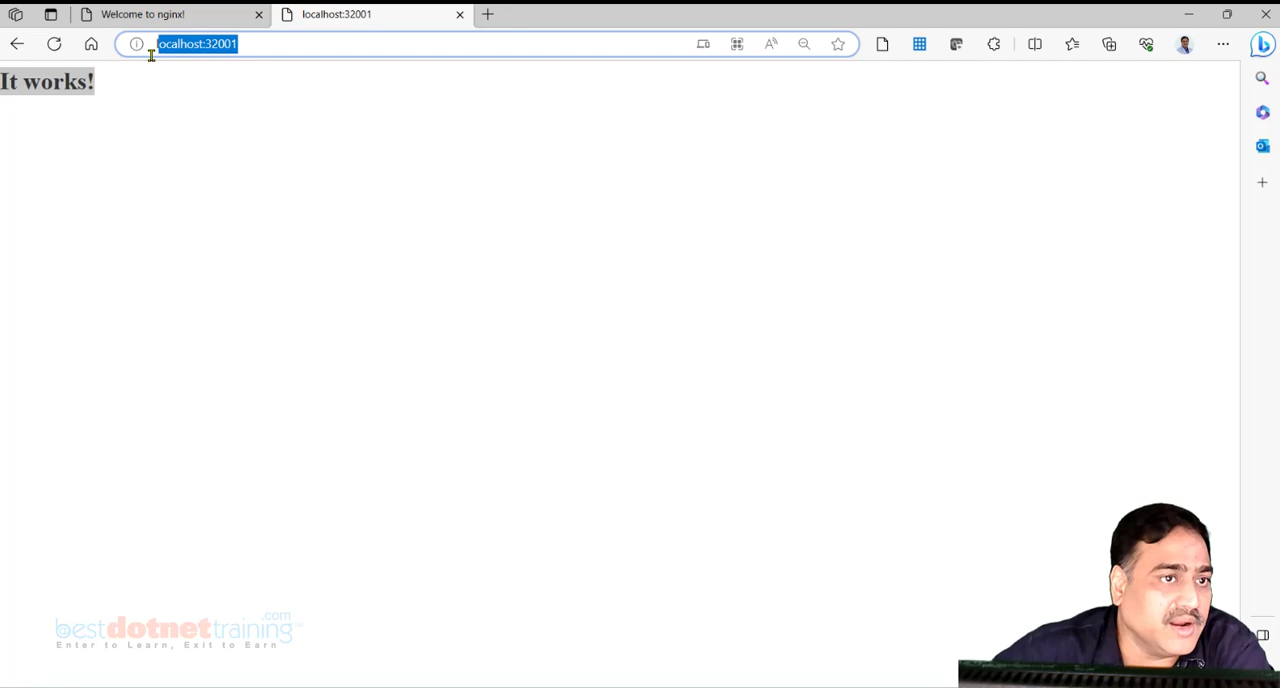 Welcome to nginx!
localhost:32001
localhost:32001
It works!
bestdotnettraining.com
Enter to Learn, Exit to Earn